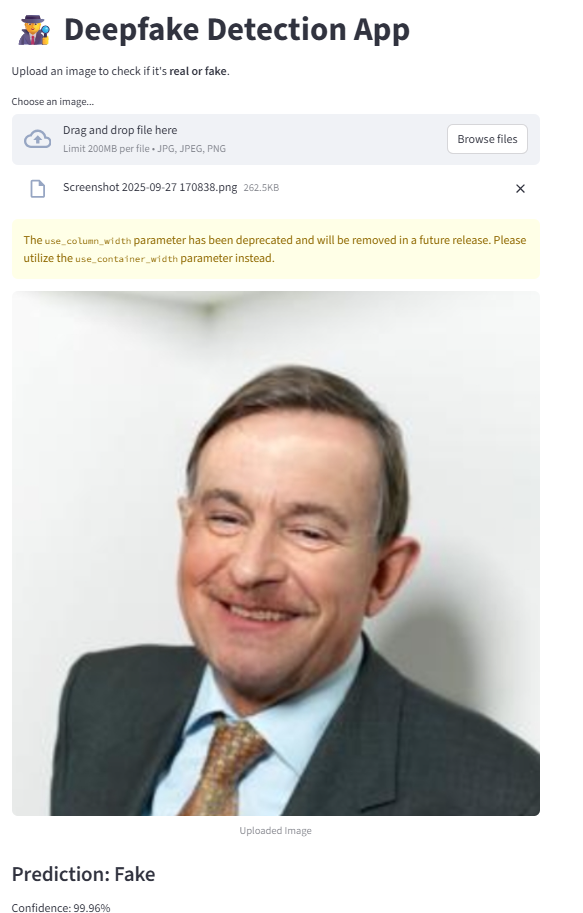 Deepfake Detection App
Upload an image to check if it's real or fake.
Choose an image...
Drag and drop file here
Limit 200MB per file • JPG, JPEG, PNG
Browse files
Screenshot 2025-09-27 170838.png 262.5KB
The use_column_width parameter has been deprecated and will be removed in a future release. Please
utilize the use_container_width parameter instead.
Uploaded Image
Prediction: Fake
Confidence: 99.96%